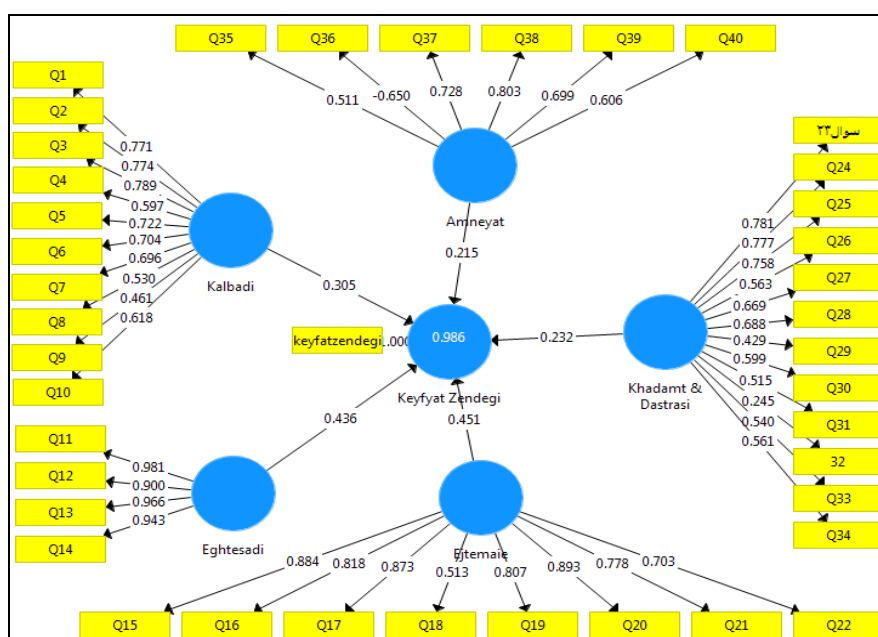 Q35
Q36
Q37
Q38
Q39
Q40
0.511
-0.650
0.728
0.803
0.699
0.606
Amneyat
0.215
Q1
Q2
Q3
Q4
Q5
Q6
Q7
Q8
Q9
Q10
0.771
0.774
0.789
0.597
0.722
0.704
0.696
0.530
0.461
0.618
Kalbadi
0.305
سوال۲۳
Q24
Q25
Q26
Q27
Q28
Q29
Q30
Q31
32
Q33
Q34
0.781
0.777
0.758
0.563
0.669
0.688
0.429
0.599
0.515
0.245
0.540
0.561
Khadamt &
Dastrasi
0.232
keyfatzendegi
1.000
0.986
Keyfyat Zendegi
Q11
Q12
Q13
Q14
0.981
0.900
0.966
0.943
Eghtesadi
0.436
0.451
Ejtemaie
0.884
0.818
0.873
0.513
0.807
0.893
0.778
0.703
Q15
Q16
Q17
Q18
Q19
Q20
Q21
Q22